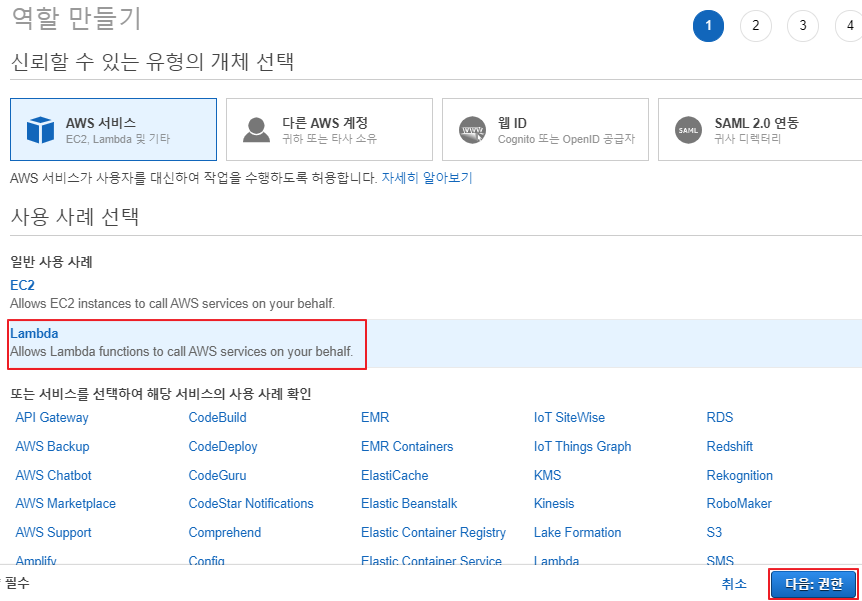 역할 만들기
1 2 3 4
신뢰할 수 있는 유형의 개체 선택
AWS 서비스
EC2, Lambda 및 기타
다른 AWS 계정
귀하 또는 타사 소유
WWW
웹 ID
Cognito 또는 OpenID 공급자
SAML
SAML 2.0 연동
귀사 디렉터리
AWS 서비스가 사용자를 대신하여 작업을 수행하도록 허용합니다. 자세히 알아보기
사용 사례 선택
일반 사용 사례
EC2
Allows EC2 instances to call AWS services on your behalf.
Lambda
Allows Lambda functions to call AWS services on your behalf.
또는 서비스를 선택하여 해당 서비스의 사용 사례 확인
API Gateway CodeBuild EMR IoT SiteWise RDS
AWS Backup CodeDeploy EMR Containers IoT Things Graph Redshift
AWS Chatbot CodeGuru ElastiCache KMS Rekognition
AWS Marketplace CodeStar Notifications Elastic Beanstalk Kinesis RoboMaker
AWS Support Comprehend Elastic Container Registry Lake Formation S3
Amplify Config Elastic Container Service Lambda SMS
* 필수 취소 다음: 권한